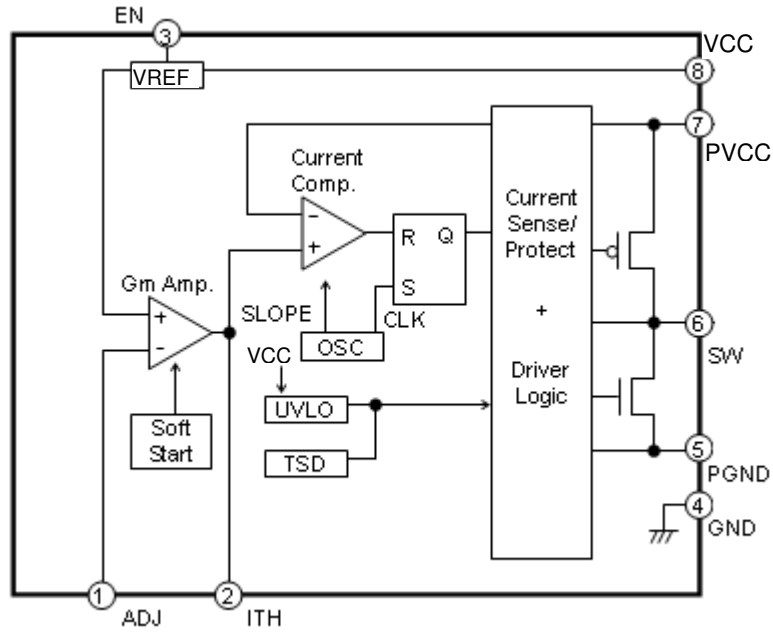 EN
3
VCC
VREF
8
7
PVCC
Current
Comp.
-
+
R Q
S
Current
Sense/
Protect
+
Driver
Logic
Gm Amp.
+
-
SLOPE
CLK
OSC
6
SW
VCC
UVLO
TSD
Soft
Start
5
PGND
4
GND
1
ADJ
2
ITH